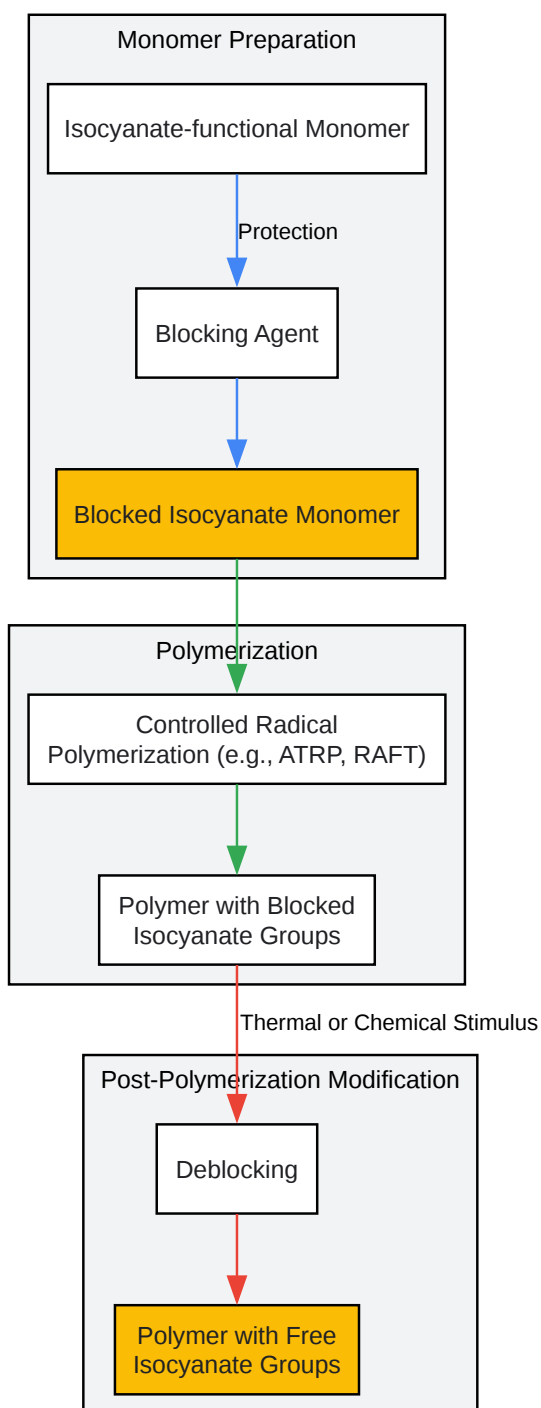 Monomer Preparation
Isocyanate-functional Monomer
Protection
Blocking Agent
Blocked Isocyanate Monomer
Polymerization
Controlled Radical
Polymerization (e.g., ATRP, RAFT)
Polymer with Blocked
Isocyanate Groups
Thermal or Chemical Stimulus
Post-Polymerization Modification
Deblocking
Polymer with Free
Isocyanate Groups